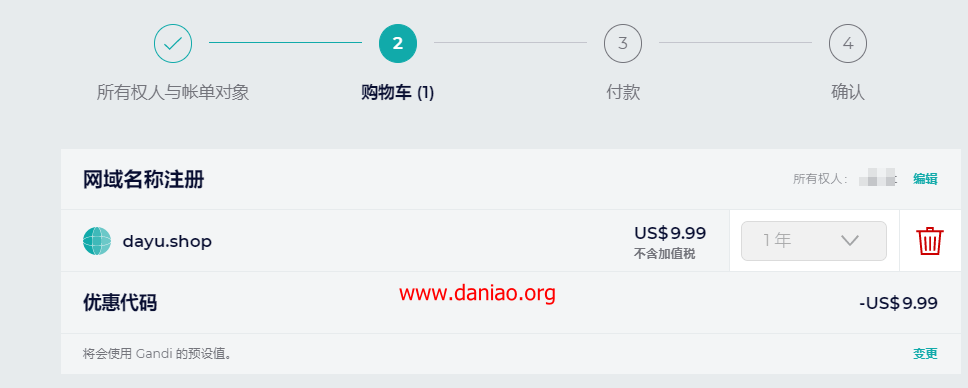 2
3
4
所有权人与帐单对象
购物车 (1)
付款
确认
网域名称注册
所有权人：
编辑
dayu.shop
US$9.99
不含加值税
1 年
优惠代码
-US$9.99
www.daniao.org
将会使用 Gandi 的预设值。
变更